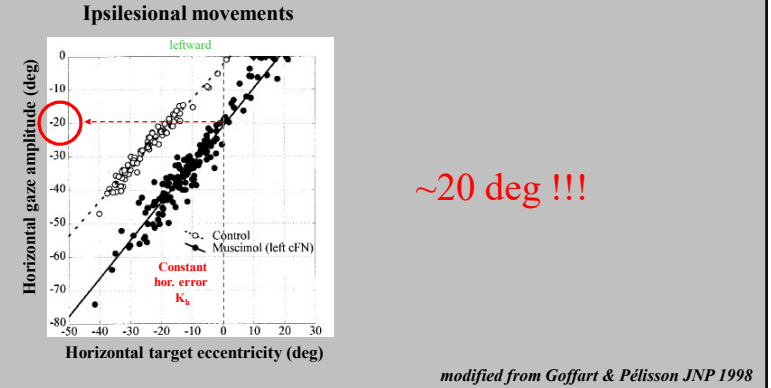 Ipsilesional movements
leftward
Horizontal gaze amplitude (deg)
0
-10
-20
-30
-40
-50
-60
-70
-80
-50 -40 -30 -20 -10 0 10 20 30
Control
Muscimol (left cFN)
Constant
hor. error
Kh
Horizontal target eccentricity (deg)
~20 deg !!!
modified from Goffart & Pélisson JNP 1998